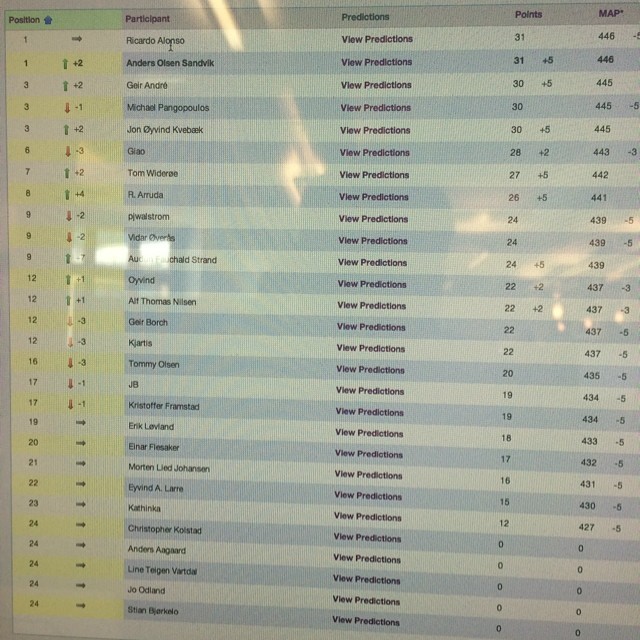 Position Participant Predictions Points MAP*
1 Ricardo Alonso View Predictions 31 446 -5
1 +2 Anders Olsen Sandvik View Predictions 31 +5 446
3 +2 Geir André View Predictions 30 +5 445
3 -1 Michael Pangopoulos View Predictions 30 445 -5
3 +2 Jon Øyvind Kvebæk View Predictions 30 +5 445
6 -3 Giao View Predictions 28 +2 443 -3
7 +2 Tom Widerøe View Predictions 27 +5 442
8 +4 R. Arruda View Predictions 26 +5 441
9 -2 pjwalstrom View Predictions 24 439 -5
9 -2 Vidar Øverås View Predictions 24 439 -5
9 -7 Strand View Predictions 24 +5 439
12 +1 Oyvind View Predictions 22 +2 437 -3
12 +1 Alf Thomas Nilsen View Predictions 22 +2 437 -3
12 -3 Geir Borch View Predictions 22 437 -5
12 -3 Kjartis View Predictions 22 437 -5
16 -3 Tommy Olsen View Predictions 20 435 -5
17 -1 JB View Predictions 19 434 -5
17 -1 Kristoffer Framstad View Predictions 19 434 -5
19 Erik Løvland View Predictions 18 433 -5
20 Einar Flesaker View Predictions 17 432 -5
21 Morten Lied Johansen View Predictions 16 431 -5
22 Eyvind A. Larre View Predictions 15 430 -5
23 Kathinka View Predictions 12 427 -5
24 Christopher Kolstad View Predictions 0 0
24 Anders Aagaard View Predictions 0 0
24 Line Teigen Vartdal View Predictions 0 0
24 Jo Odland View Predictions 0 0
24 Stian Bjørkelo View Predictions 0 0